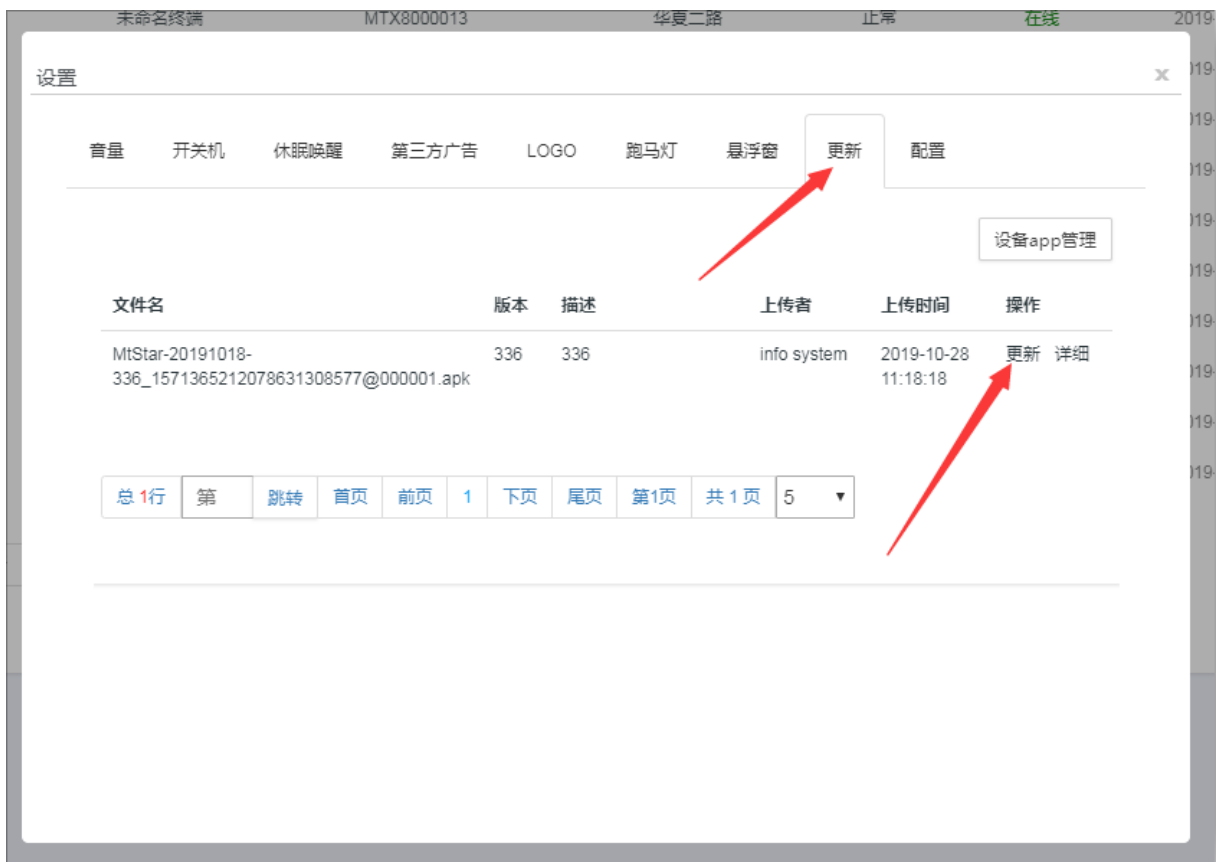 未命名终端 MTX8000013 华夏二路 正常 在线 2019-
设置 x
音量 开关机 休眠唤醒 第三方广告 LOGO 跑马灯 悬浮窗 更新 配置
设备app管理
文件名 版本 描述 上传者 上传时间 操作
MtStar-20191018- 336 336 info system 2019-10-28 更新 详细
336_1571365212078631308577@000001.apk 11:18:18
总 1行 第 跳转 首页 前页 1 下页 尾页 第1页 共 1 页 5